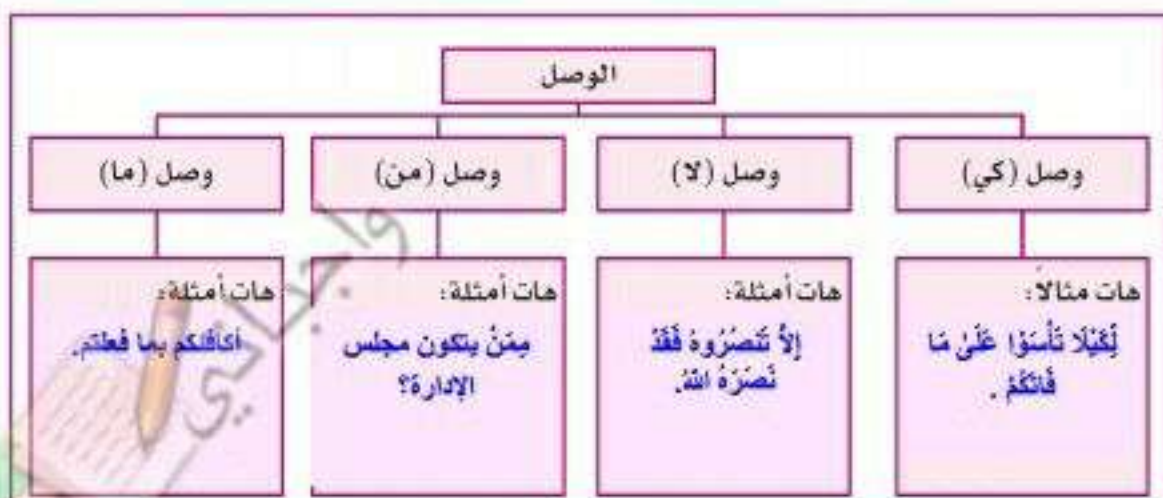 الوصل
وصل (كي)
وصل (لا)
وصل (من)
وصل (ما)
هات مثالاً:
لِّكَيْلَا تَأْسَوْا عَلَىٰ مَا
فَاتَكُمْ .
هات أمثلة:
إلاَّ تَنصُرُوهُ فَقَدْ
نَصَرَهُ اللهُ.
هات أمثلة:
مِمَنْ يتكون مجلس
الإدارة؟
هات أمثلة:
أكافئكم بما فعلتم.
واجباتي